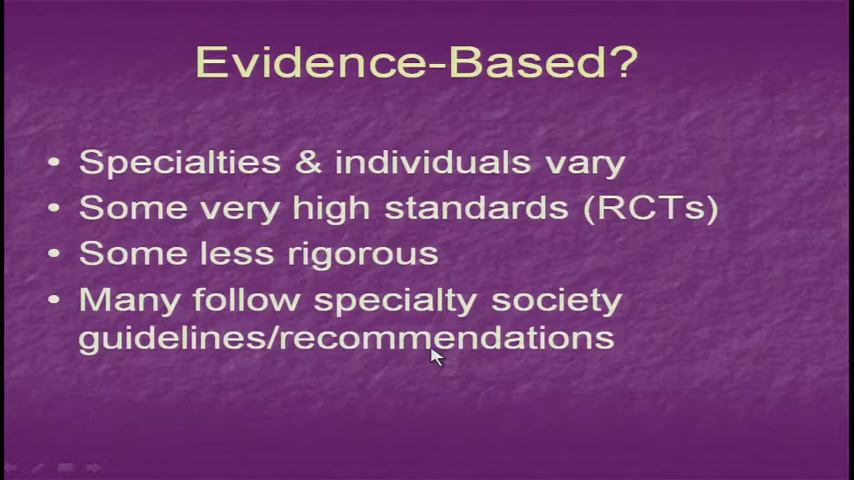 Evidence-Based?
• Specialties & individuals vary
• Some very high standards (RCTs)
• Some less rigorous
• Many follow specialty society
guidelines/recommendations